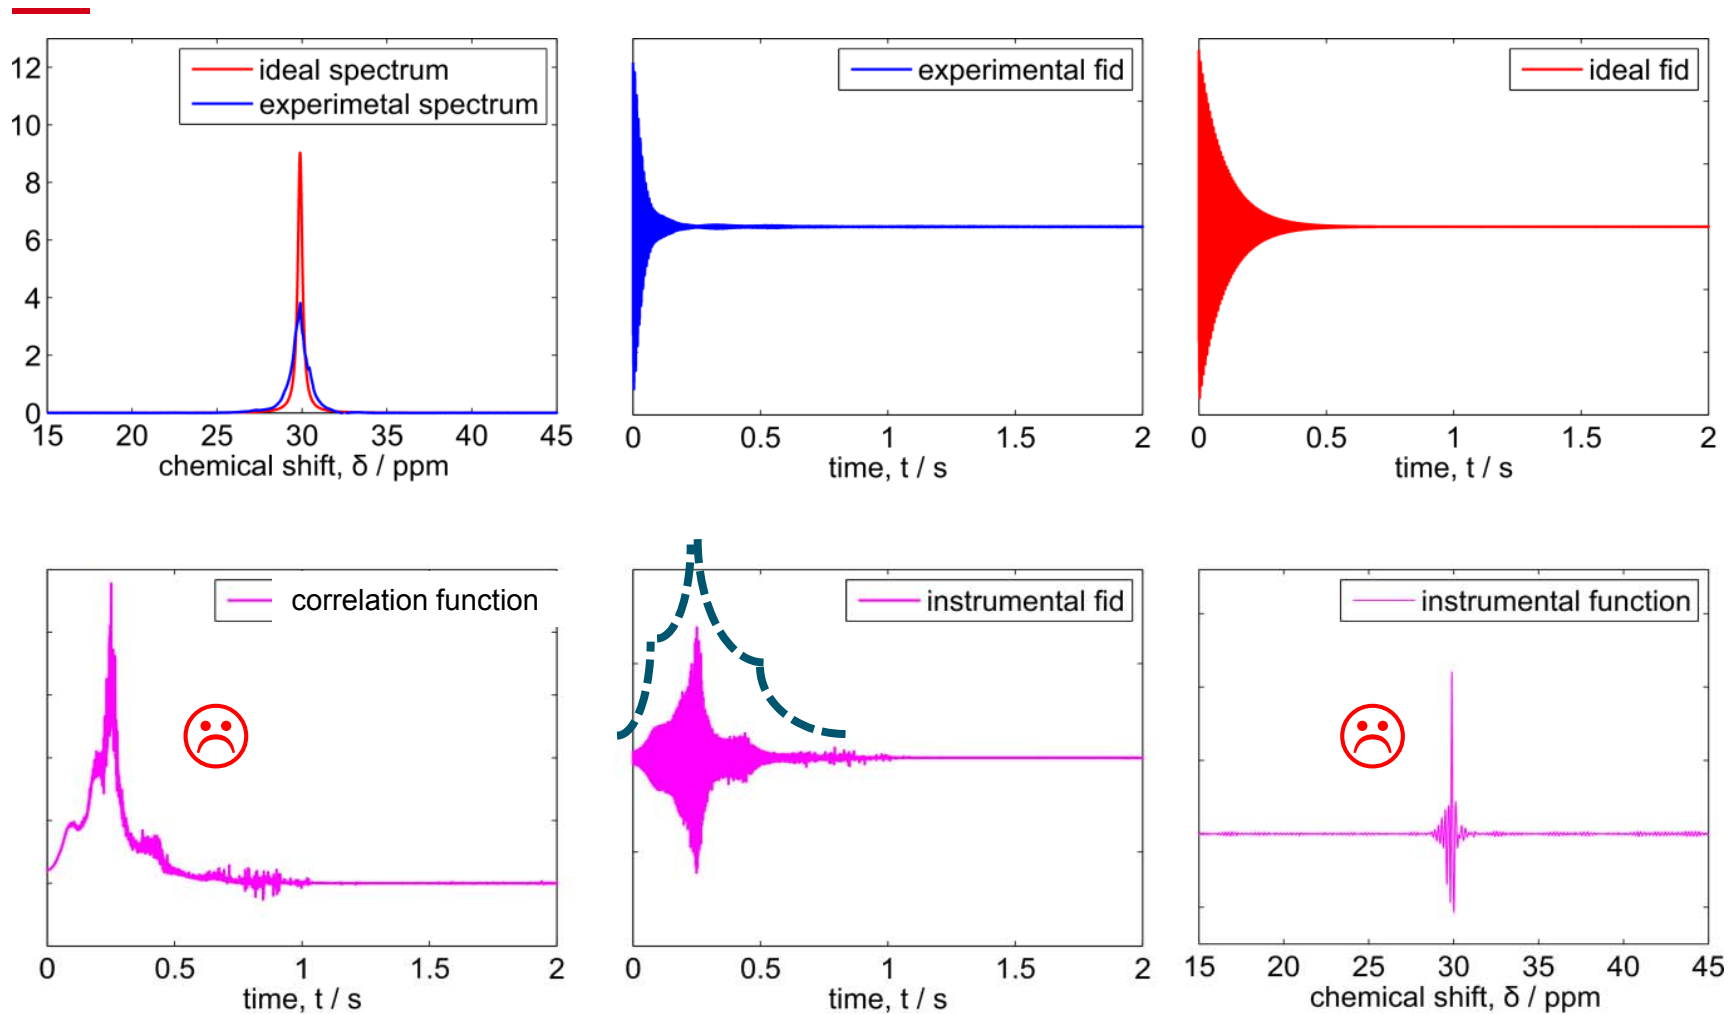 ideal spectrum
experimetal spectrum
12
10
8
6
4
2
0
15 20 25 30 35 40 45
chemical shift, δ / ppm
experimental fid
0 0.5 1 1.5 2
time, t / s
ideal fid
0 0.5 1 1.5 2
time, t / s
correlation function
0 0.5 1 1.5 2
time, t / s
instrumental fid
0 0.5 1 1.5 2
time, t / s
instrumental function
15 20 25 30 35 40 45
chemical shift, δ / ppm